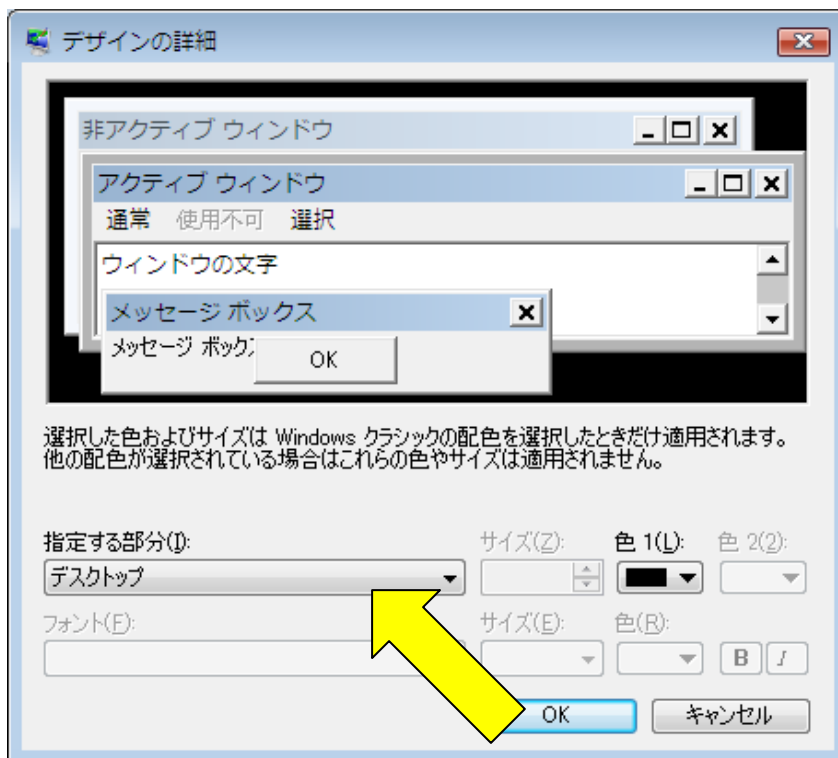 デザインの詳細
非アクティブ ウィンドウ
アクティブ ウィンドウ
通常 使用不可 選択
ウィンドウの文字
メッセージ ボックス
メッセージ ボックス
OK
選択した色およびサイズは Windows クラシックの配色を選択したときだけ適用されます。
他の配色が選択されている場合はこれらの色やサイズは適用されません。
指定する部分(I): サイズ(Z): 色 1(L): 色 2(2):
デスクトップ
フォント(F): サイズ(E): 色(R):
B I
OK キャンセル